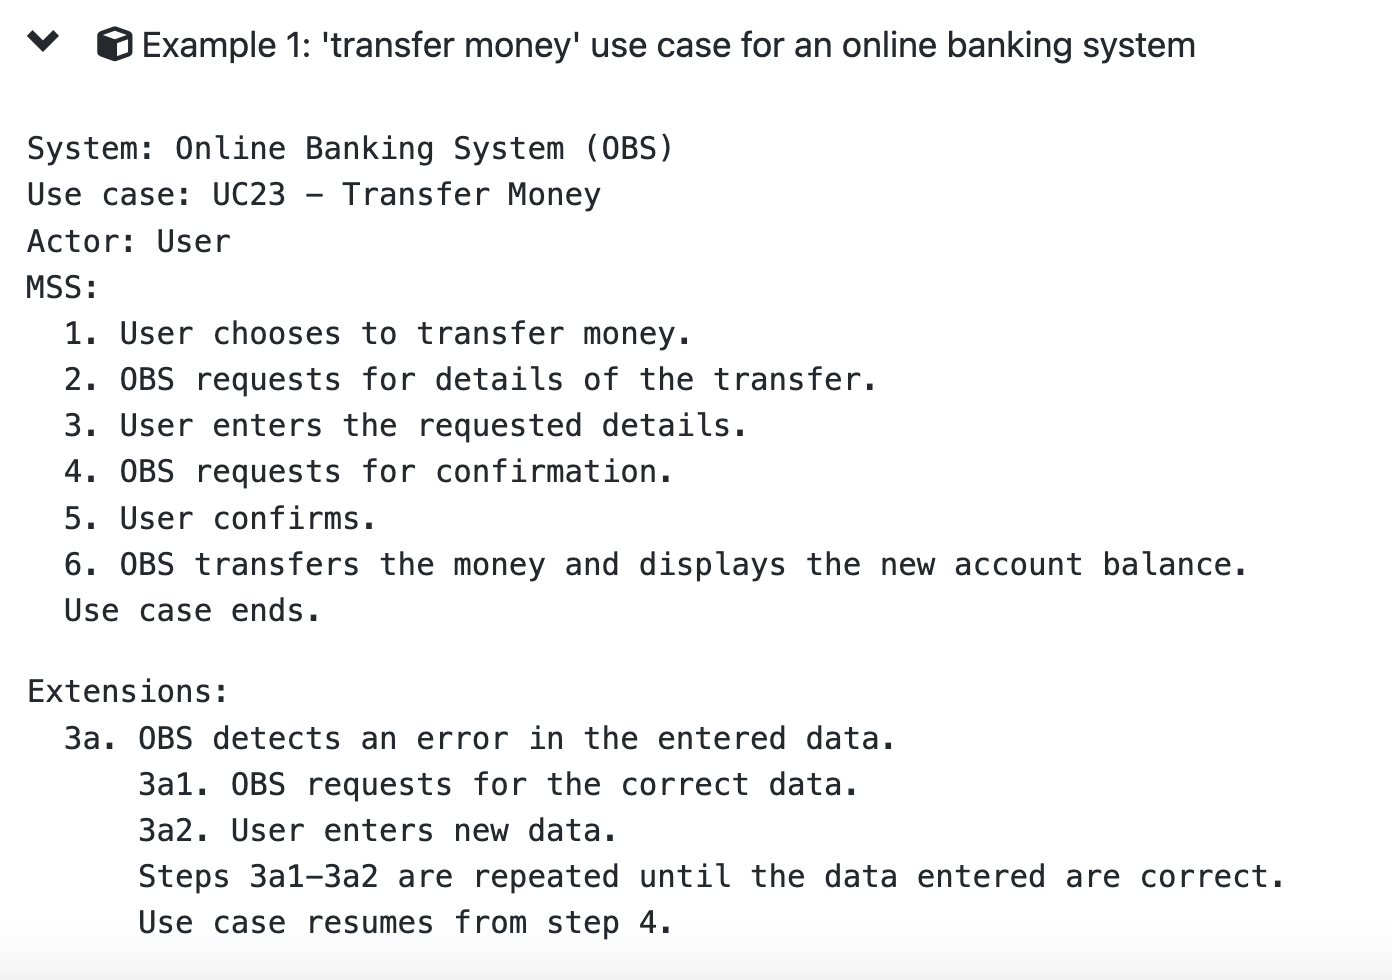 Example 1: 'transfer money' use case for an online banking system
System: Online Banking System (OBS)
Use case: UC23 – Transfer Money
Actor: User
MSS:
1. User chooses to transfer money.
2. OBS requests for details of the transfer.
3. User enters the requested details.
4. OBS requests for confirmation.
5. User confirms.
6. OBS transfers the money and displays the new account balance.
Use case ends.
Extensions:
3a. OBS detects an error in the entered data.
3a1. OBS requests for the correct data.
3a2. User enters new data.
Steps 3a1–3a2 are repeated until the data entered are correct.
Use case resumes from step 4.